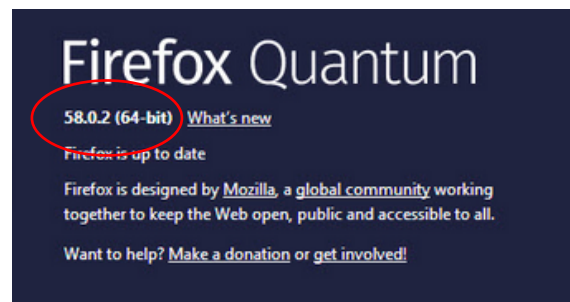 Firefox Quantum
58.0.2 (64-bit) What's new
Firefox is up to date
Firefox is designed by Mozilla, a global community working
together to keep the Web open, public and accessible to all.
Want to help? Make a donation or get involved!